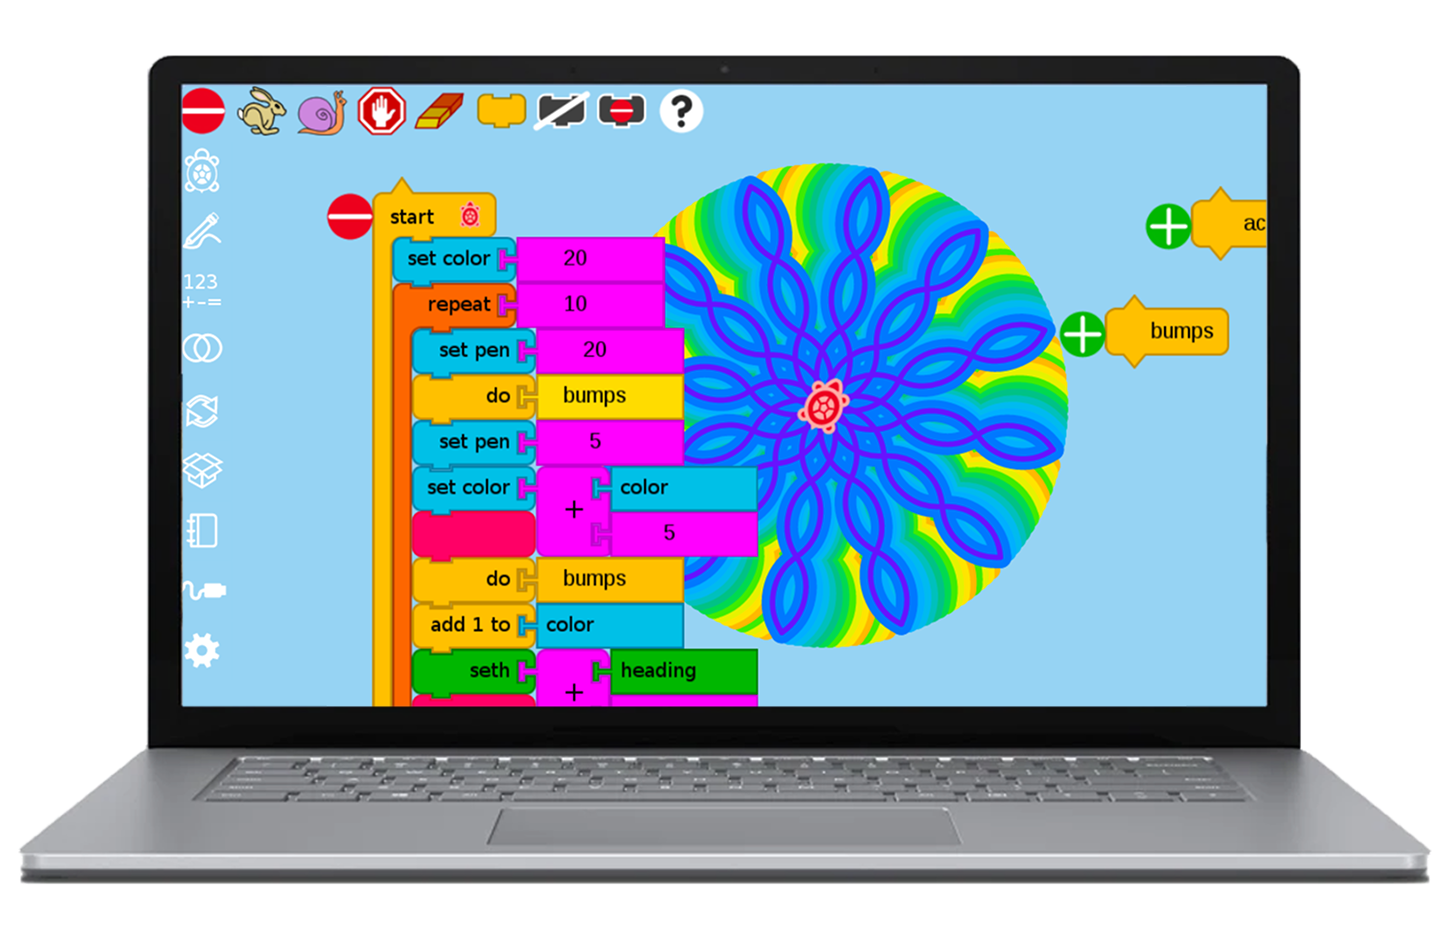 ?
123
+-=
start
set color 20
repeat 10
set pen 20
do bumps
set pen 5
set color + color
5
do bumps
add 1 to color
seth + heading
ac
bumps